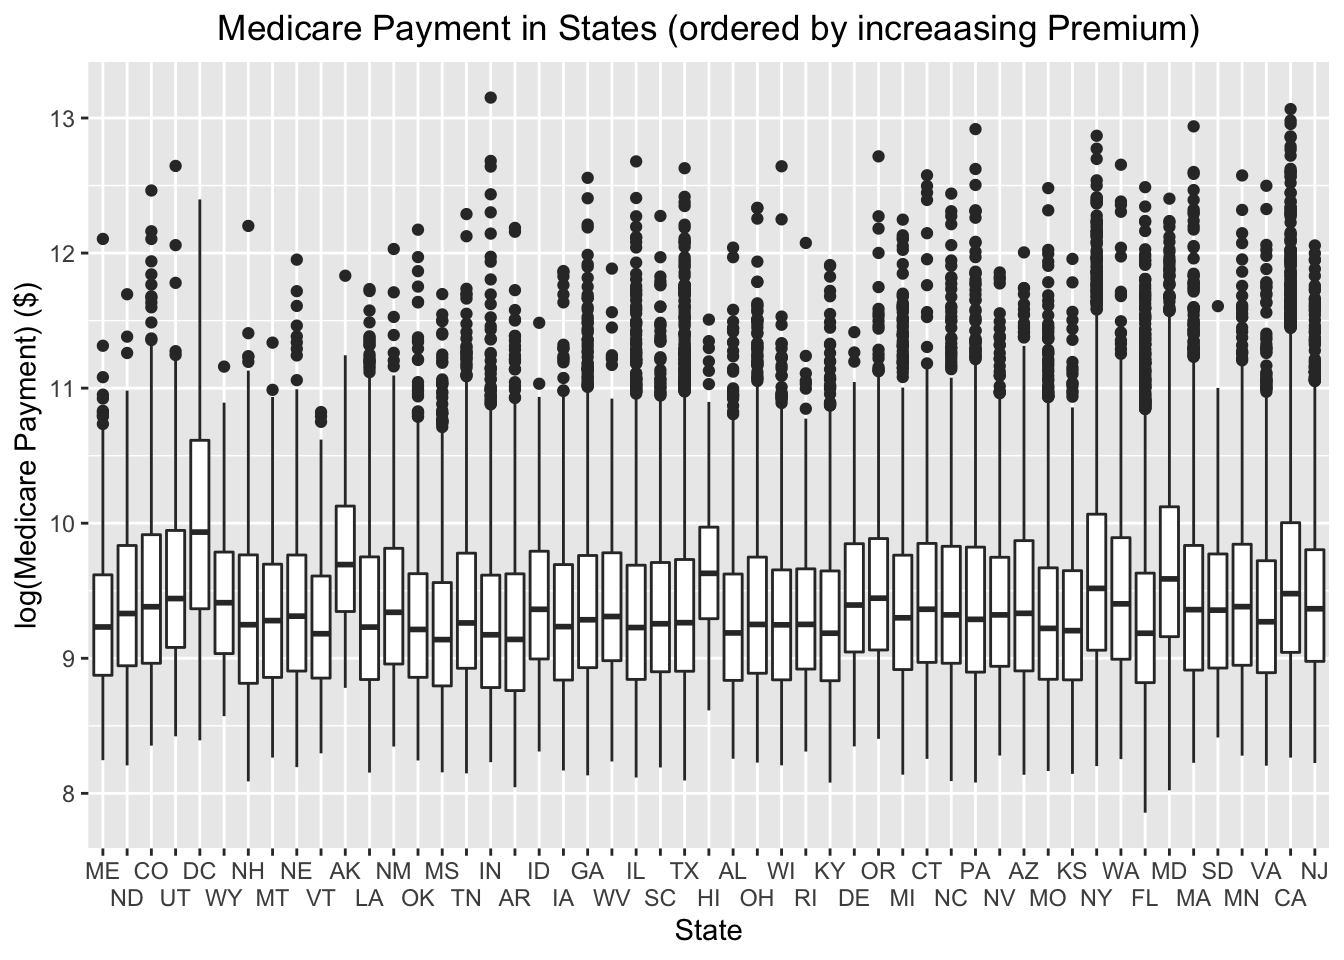 Medicare Payment in States (ordered by increaasing Premium)
log(Medicare Payment) ($)
13
12
11
10
9
8
ME CO DC NH NE AK NM MS IN ID GA IL TX AL WI KY OR CT PA AZ KS WA MD SD VA NJ
ND UT WY MT VT LA OK TN AR IA WV SC HI OH RI DE MI NC NV MO NY FL MA MN CA
State